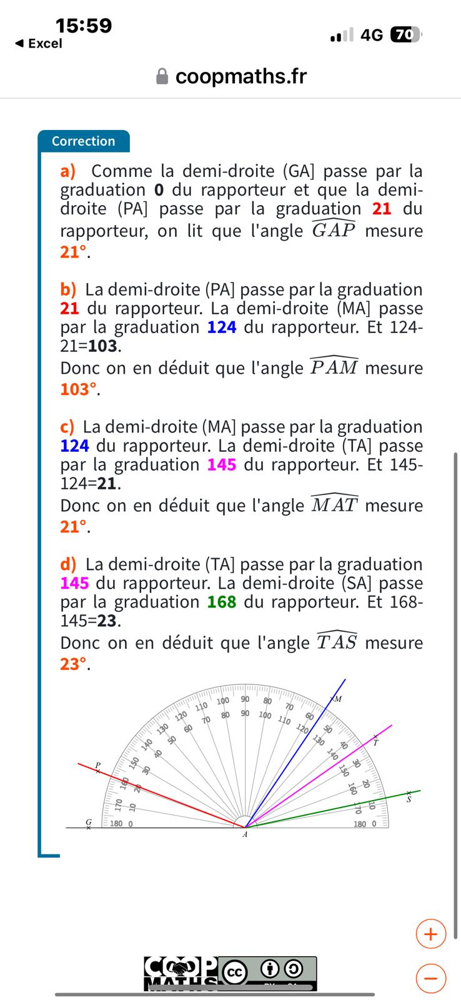 15:59
◀ Excel
4G 70
coopmaths.fr
Correction
a) Comme la demi-droite (GA] passe par la
graduation 0 du rapporteur et que la demi-
droite (PA] passe par la graduation 21 du
rapporteur, on lit que l'angle GAP mesure
21°.
b) La demi-droite (PA] passe par la graduation
21 du rapporteur. La demi-droite (MA] passe
par la graduation 124 du rapporteur. Et 124-
21=103.
Donc on en déduit que l'angle PAM mesure
103°.
c) La demi-droite (MA] passe par la graduation
124 du rapporteur. La demi-droite (TA] passe
par la graduation 145 du rapporteur. Et 145-
124=21.
Donc on en déduit que l'angle MAT mesure
21°.
d) La demi-droite (TA] passe par la graduation
145 du rapporteur. La demi-droite (SA] passe
par la graduation 168 du rapporteur. Et 168-
145=23.
Donc on en déduit que l'angle TAS mesure
23°.
180 170 160 150 140 130 120 110 100 90 80 70 60 50 40 30 20 10 0
0 10 20 30 40 50 60 70 80 90 100 110 120 130 140 150 160 170 180
G
P
M
T
S
A
+
−
COOP
MATHS
cc